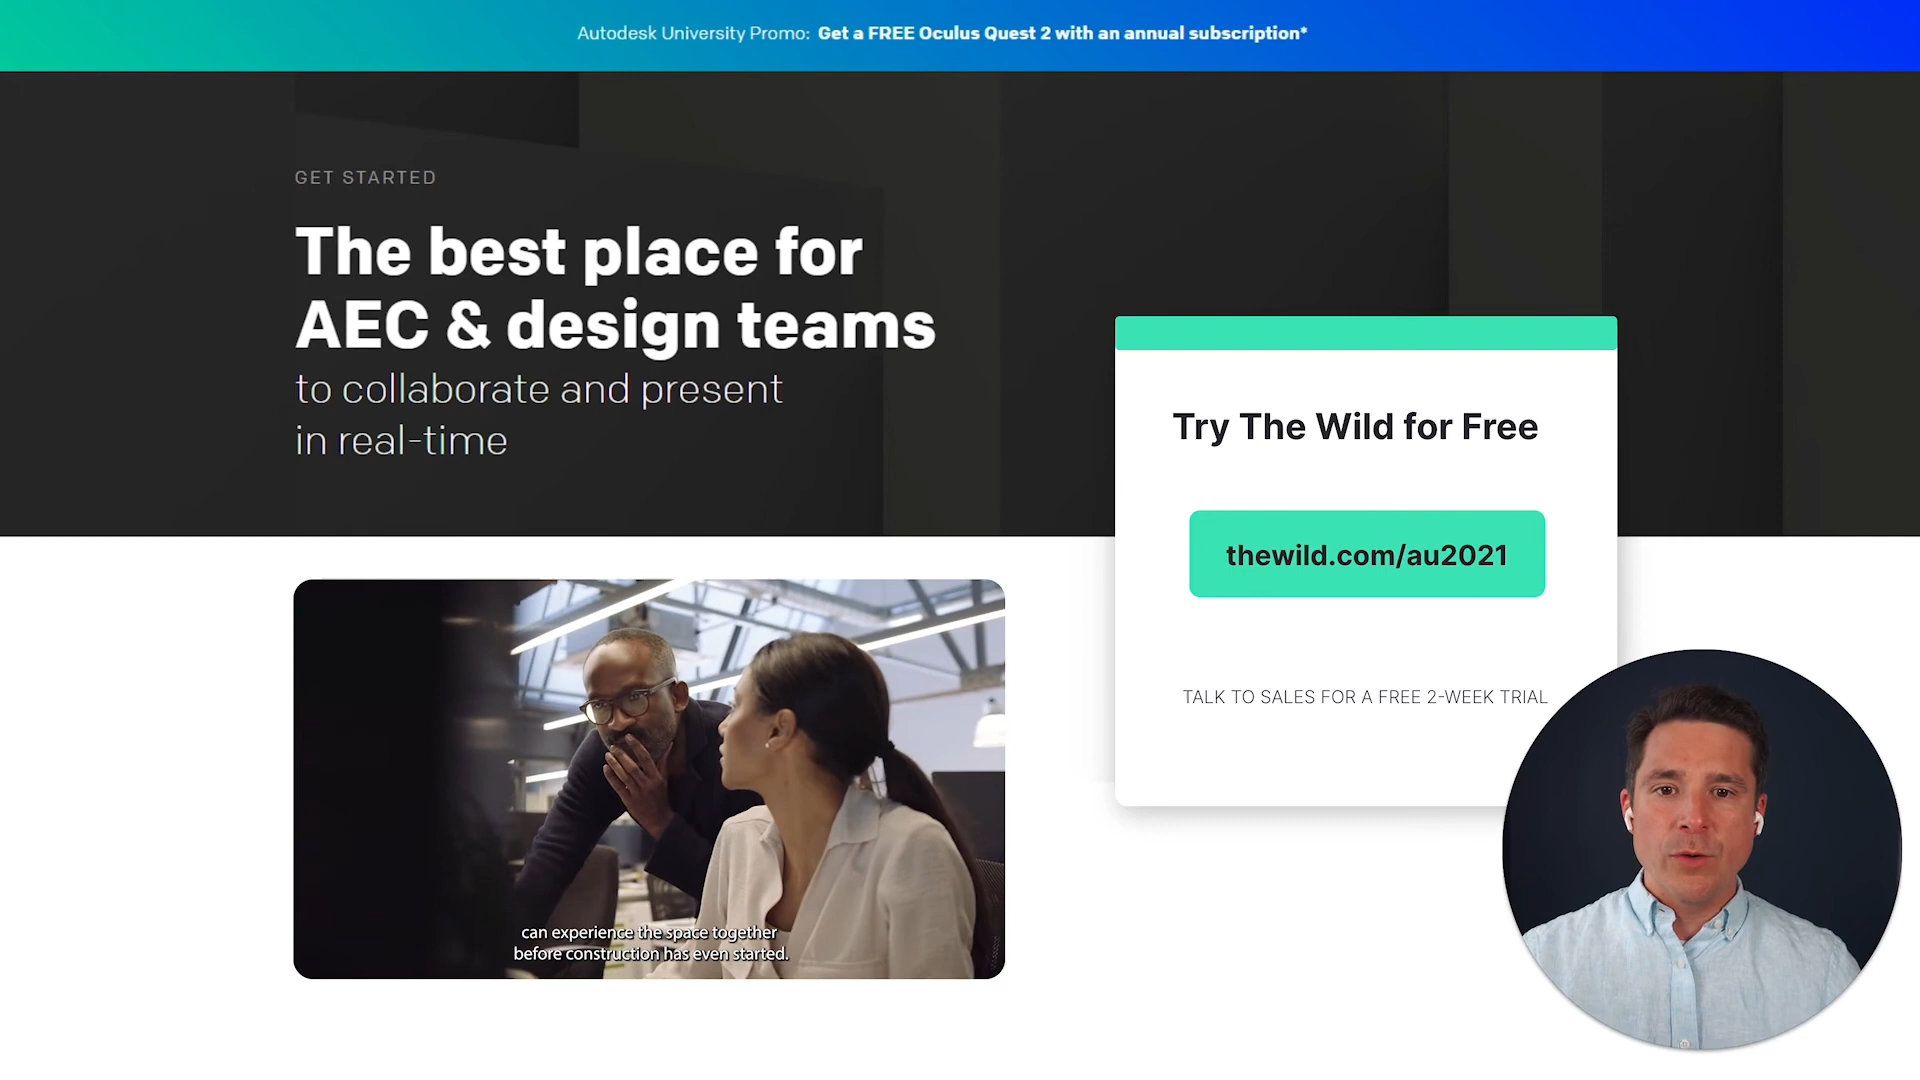 Autodesk University Promo: Get a FREE Oculus Quest 2 with an annual subscription*
GET STARTED
The best place for
AEC & design teams
to collaborate and present
in real-time
Try The Wild for Free
thewild.com/au2021
TALK TO SALES FOR A FREE 2-WEEK TRIAL
can experience the space together
before construction has even started.